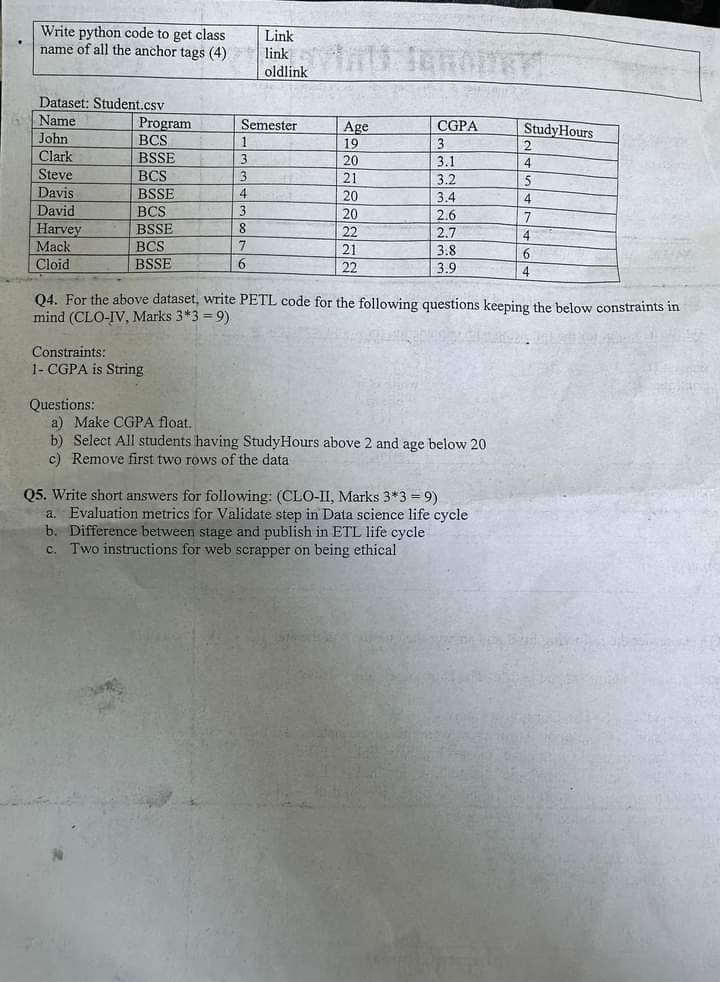 Write python code to get class
name of all the anchor tags (4)
Link
link
oldlink
Dataset: Student.csv
Name Program Semester Age CGPA StudyHours
John BCS 1 19 3 2
Clark BSSE 3 20 3.1 4
Steve BCS 3 21 3.2 5
Davis BSSE 4 20 3.4 4
David BCS 3 20 2.6 7
Harvey BSSE 8 22 2.7 4
Mack BCS 7 21 3.8 6
Cloid BSSE 6 22 3.9 4
Q4. For the above dataset, write PETL code for the following questions keeping the below constraints in
mind (CLO-IV, Marks 3*3 = 9)
Constraints:
1- CGPA is String
Questions:
a) Make CGPA float.
b) Select All students having StudyHours above 2 and age below 20
c) Remove first two rows of the data
Q5. Write short answers for following: (CLO-II, Marks 3*3 = 9)
a. Evaluation metrics for Validate step in Data science life cycle
b. Difference between stage and publish in ETL life cycle
c. Two instructions for web scrapper on being ethical